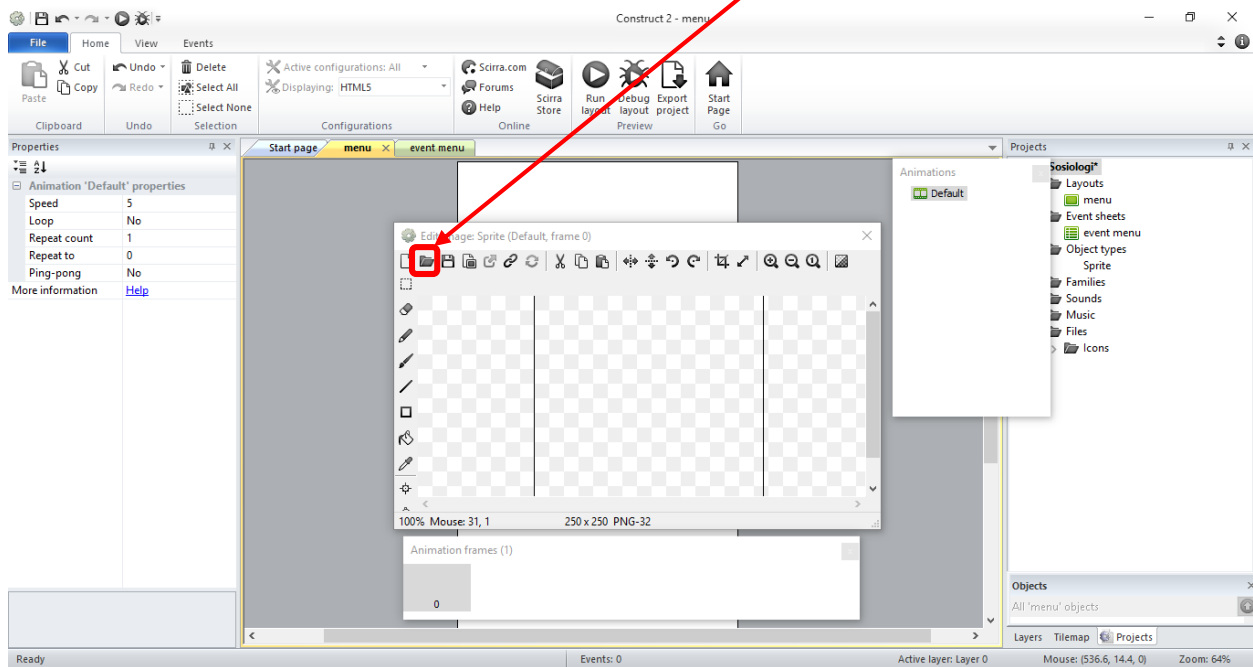 Construct 2 - menu
File Home View Events
Paste
Cut
Copy
Clipboard
Undo
Redo
Undo
Delete
Select All
Select None
Selection
Active configurations: All
Displaying: HTML5
Configurations
Scirra.com
Forums
Help
Scirra
Store
Online
Run
layout
Debug
layout
Export
project
Preview
Start
Page
Go
Properties
Animation 'Default' properties
Speed 5
Loop No
Repeat count 1
Repeat to 0
Ping-pong No
More information Help
Start page menu event menu
Edit image: Sprite (Default, frame 0)
100% Mouse: 31, 1 250 x 250 PNG-32
Animation frames (1)
0
Animations
Default
Projects
Sosiologi*
Layouts
menu
Event sheets
event menu
Object types
Sprite
Families
Sounds
Music
Files
Icons
Objects
All 'menu' objects
Layers Tilemap Projects
Ready Events: 0 Active layer: Layer 0 Mouse: (536.6, 14.4, 0) Zoom: 64%